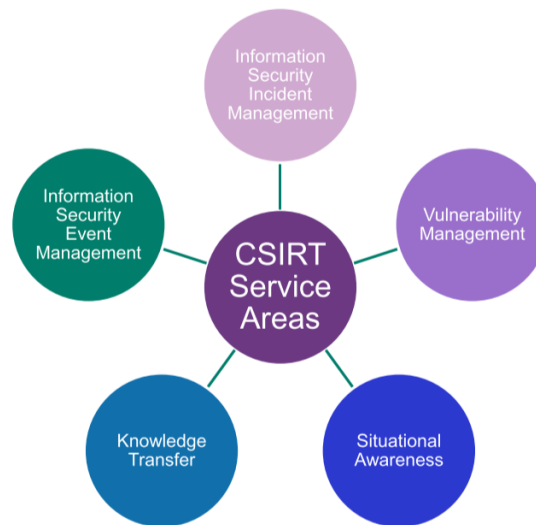 Information
Security
Incident
Management
Information
Security
Event
Management
Vulnerability
Management
CSIRT
Service
Areas
Knowledge
Transfer
Situational
Awareness